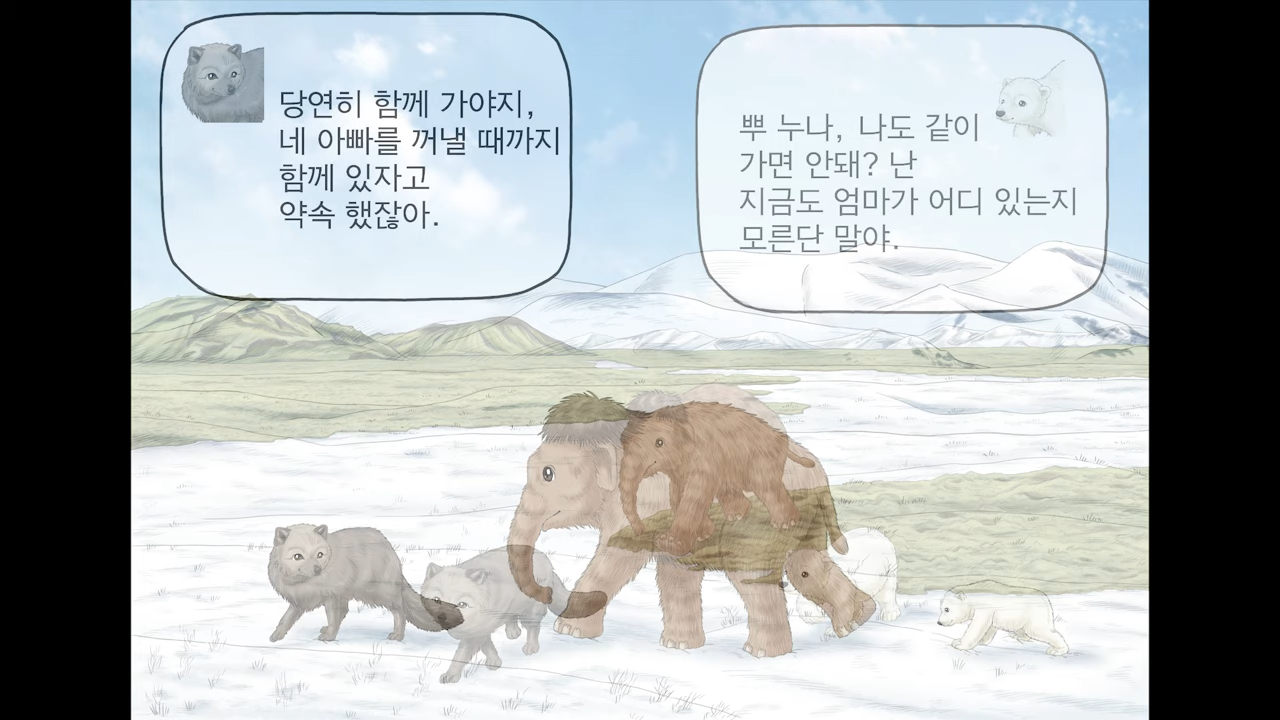 당연히 함께 가야지,
네 아빠를 꺼낼 때까지
함께 있자고
약속 했잖아.
뿌 누나, 나도 같이
가면 안돼? 난
지금도 엄마가 어디 있는지
모른단 말야.